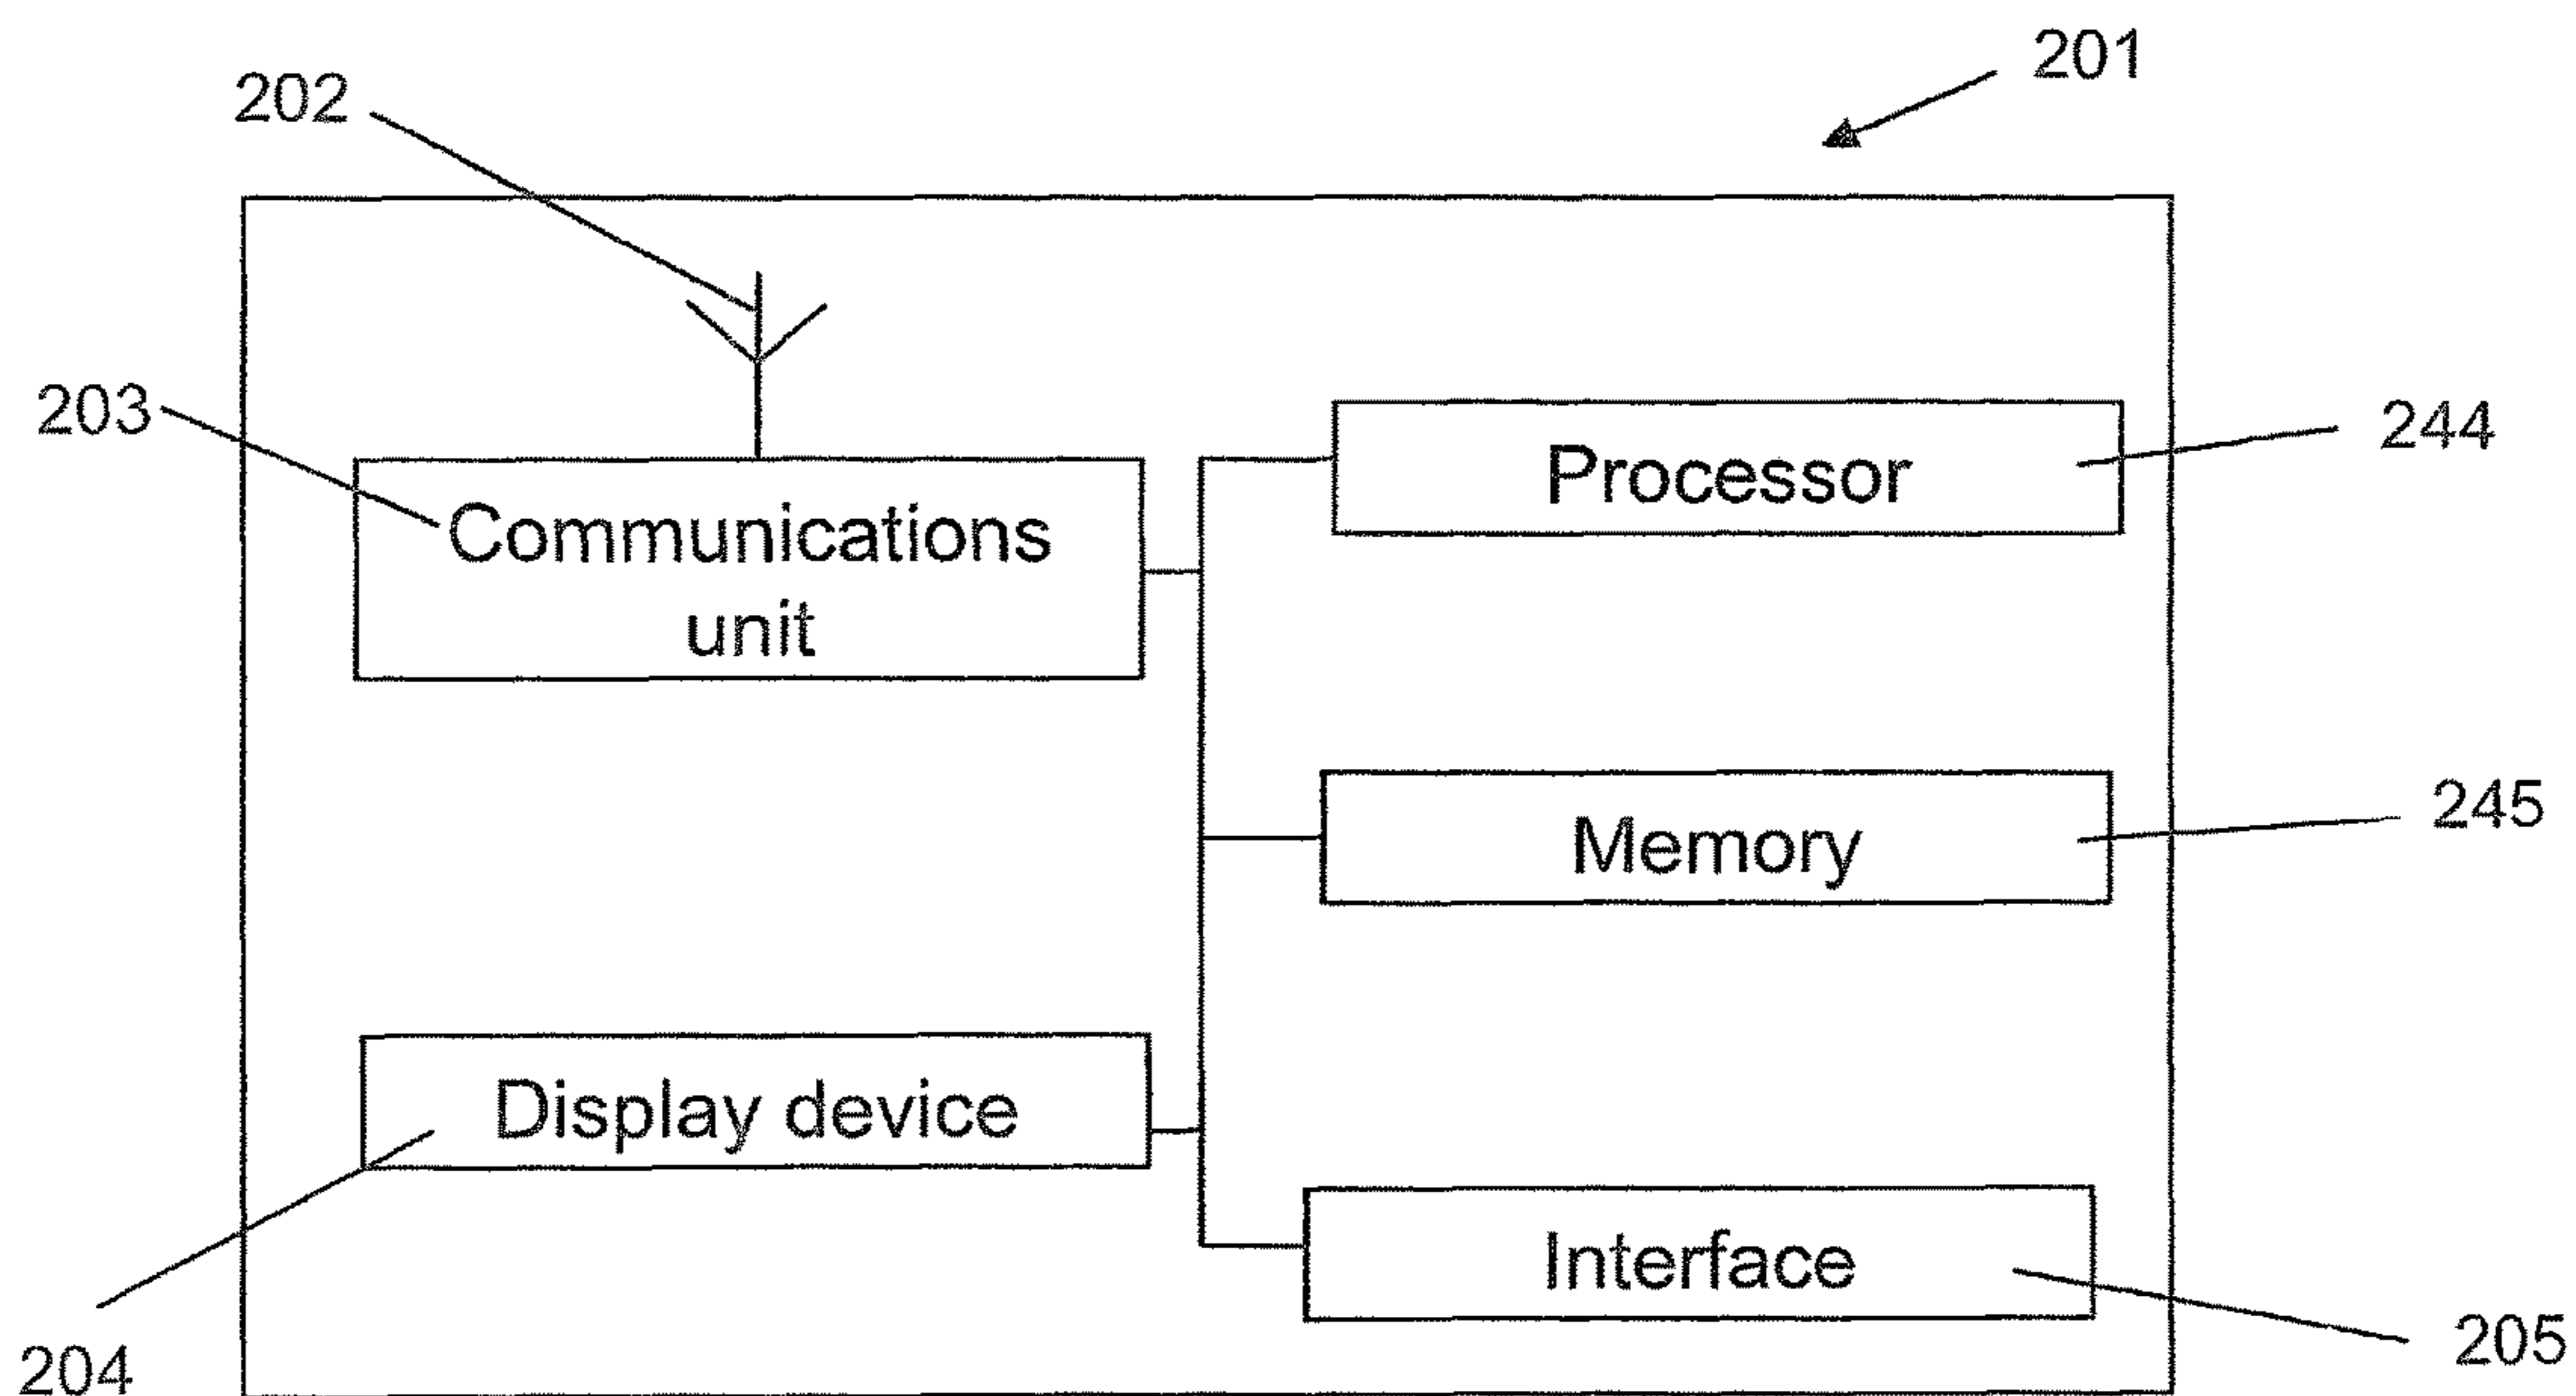 201
202
203
Communications
unit
Processor
244
Memory
245
Display device
204
Interface
205